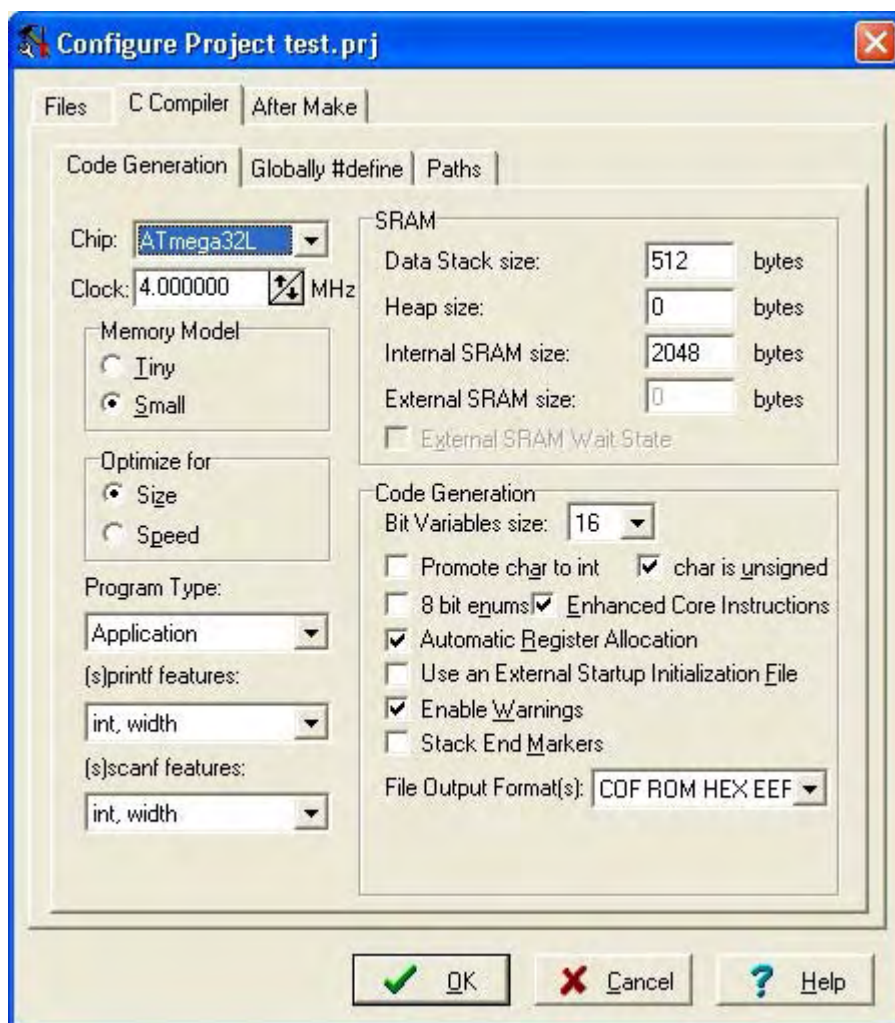 Configure Project test.prj
Files C Compiler After Make
Code Generation Globally #define Paths
Chip: ATmega32L
Clock: 4.000000 MHz
Memory Model
Tiny
Small
Optimize for
Size
Speed
Program Type:
Application
(s)printf features:
int, width
(s)scanf features:
int, width
SRAM
Data Stack size: 512 bytes
Heap size: 0 bytes
Internal SRAM size: 2048 bytes
External SRAM size: 0 bytes
External SRAM Wait State
Code Generation
Bit Variables size: 16
Promote char to int char is unsigned
8 bit enums Enhanced Core Instructions
Automatic Register Allocation
Use an External Startup Initialization File
Enable Warnings
Stack End Markers
File Output Format(s): COF ROM HEX EEF
OK Cancel Help